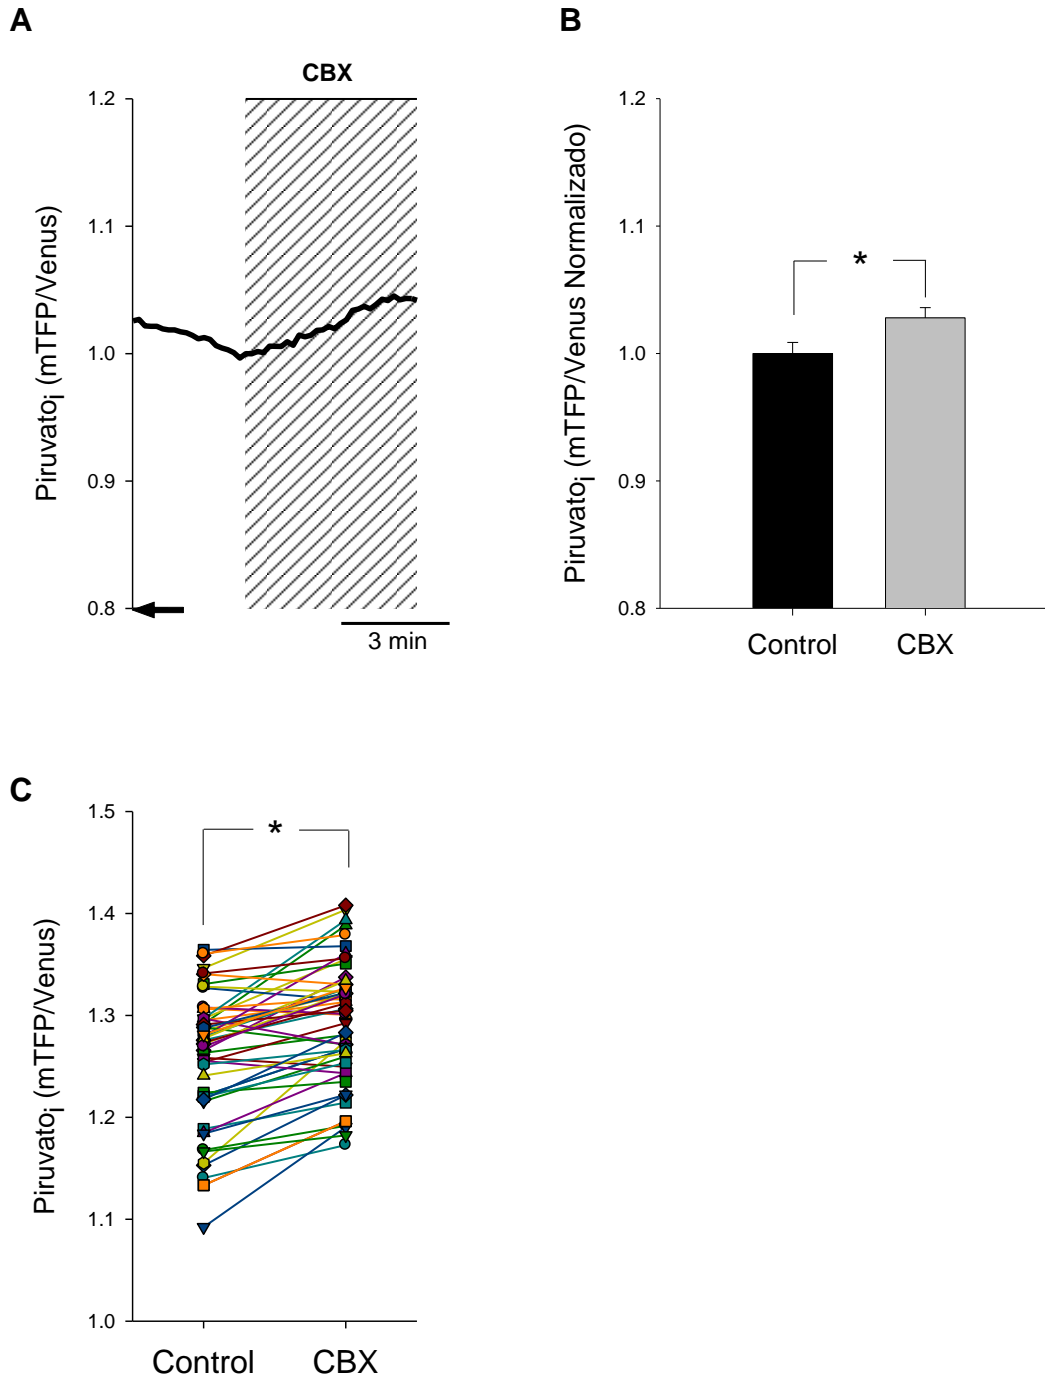 A
CBX
1.2
1.1
1.0
0.9
0.8
Piruvatoi (mTFP/Venus)
3 min
B
1.2
1.1
1.0
0.9
0.8
Piruvatoi (mTFP/Venus Normalizado)
*
Control CBX
C
1.5
1.4
1.3
1.2
1.1
1.0
Piruvatoi (mTFP/Venus)
*
Control CBX